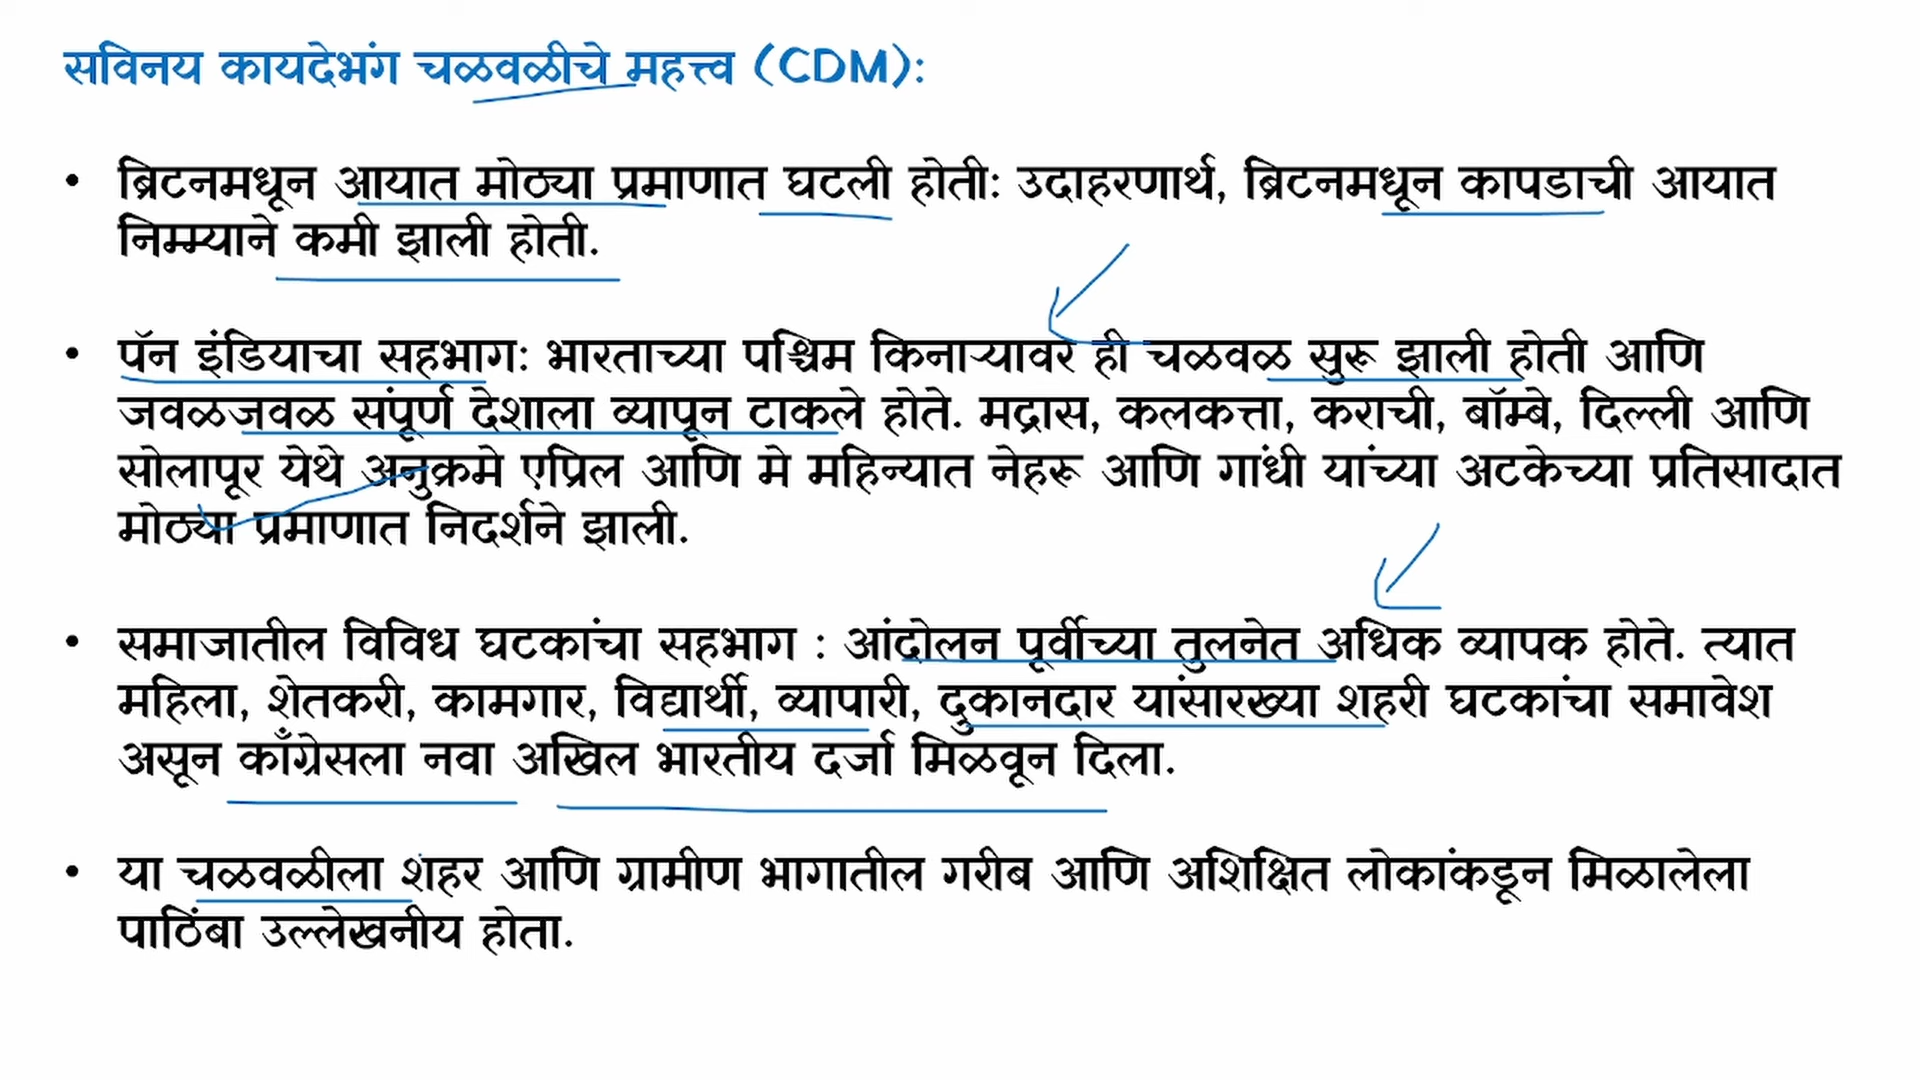 सविनय कायदेभंग चळवळीचे महत्त्व (CDM):
• ब्रिटनमधून आयात मोठ्या प्रमाणात घटली होती: उदाहरणार्थ, ब्रिटनमधून कापडाची आयात
निम्म्याने कमी झाली होती.
• पॅन इंडियाचा सहभाग: भारताच्या पश्चिम किनाऱ्यावर ही चळवळ सुरू झाली होती आणि
जवळजवळ संपूर्ण देशाला व्यापून टाकले होते. मद्रास, कलकत्ता, कराची, बॉम्बे, दिल्ली आणि
सोलापूर येथे अनुक्रमे एप्रिल आणि मे महिन्यात नेहरू आणि गांधी यांच्या अटकेच्या प्रतिसादात
मोठ्या प्रमाणात निदर्शने झाली.
• समाजातील विविध घटकांचा सहभाग : आंदोलन पूर्वीच्या तुलनेत अधिक व्यापक होते. त्यात
महिला, शेतकरी, कामगार, विद्यार्थी, व्यापारी, दुकानदार यांसारख्या शहरी घटकांचा समावेश
असून काँग्रेसला नवा अखिल भारतीय दर्जा मिळवून दिला.
• या चळवळीला शहर आणि ग्रामीण भागातील गरीब आणि अशिक्षित लोकांकडून मिळालेला
पाठिंबा उल्लेखनीय होता.